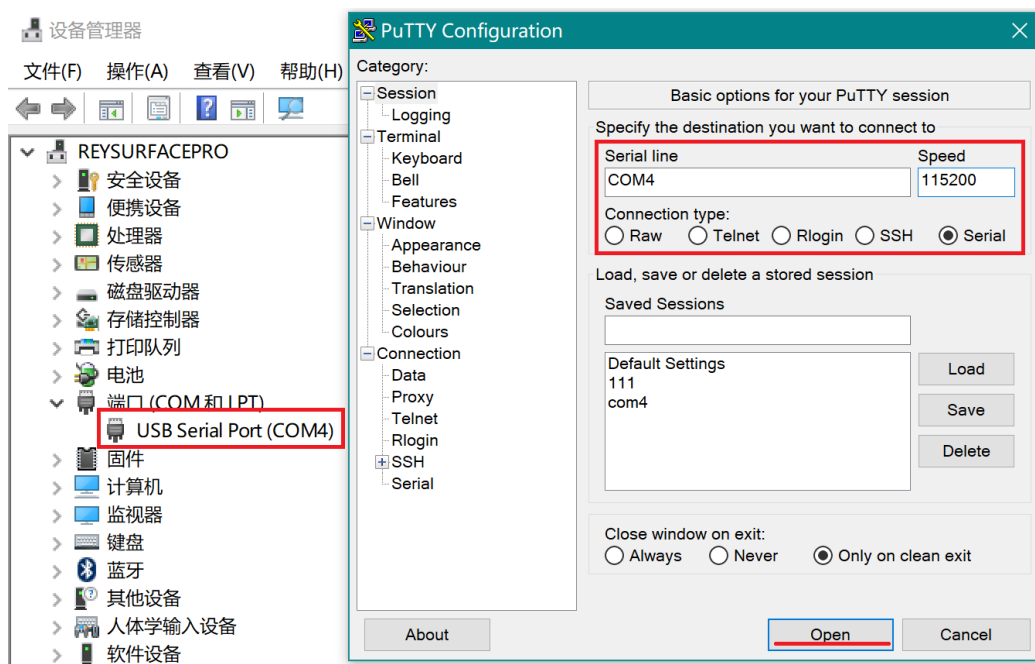 设备管理器
文件(F) 操作(A) 查看(V) 帮助(H)
REYSURFACEPRO
安全设备
便携设备
处理器
传感器
磁盘驱动器
存储控制器
打印队列
电池
端口 (COM 和 LPT)
USB Serial Port (COM4)
固件
计算机
监视器
键盘
蓝牙
其他设备
人体学输入设备
软件设备
PuTTY Configuration
Category:
Session
Logging
Terminal
Keyboard
Bell
Features
Window
Appearance
Behaviour
Translation
Selection
Colours
Connection
Data
Proxy
Telnet
Rlogin
SSH
Serial
Basic options for your PuTTY session
Specify the destination you want to connect to
Serial line Speed
COM4 115200
Connection type:
Raw Telnet Rlogin SSH Serial
Load, save or delete a stored session
Saved Sessions
Default Settings
111
com4
Load
Save
Delete
Close window on exit:
Always Never Only on clean exit
About Open Cancel